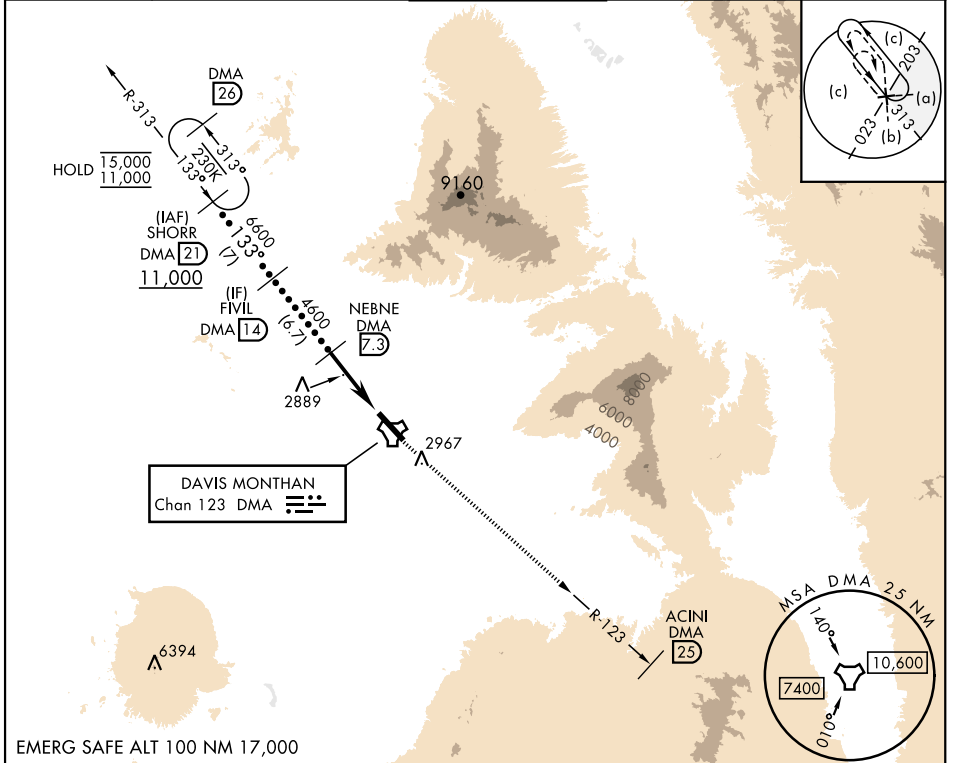 DMA
26
R-313
313°
230K
133°
HOLD 15,000
11,000
(IAF)
SHORR
DMA 21
11,000
6600
133°
(7)
(IF)
FIVIL
DMA 14
4600
(6.7)
NEBNE
DMA
7.3
9160
2889
2967
8000
6000
4000
DAVIS MONTHAN
Chan 123 DMA
R-123
ACINI
DMA
25
6394
EMERG SAFE ALT 100 NM 17,000
(c)
203
(c)
(a)
313
(b)
023
MSA DMA 25 NM
140°
10,600
7400
010°